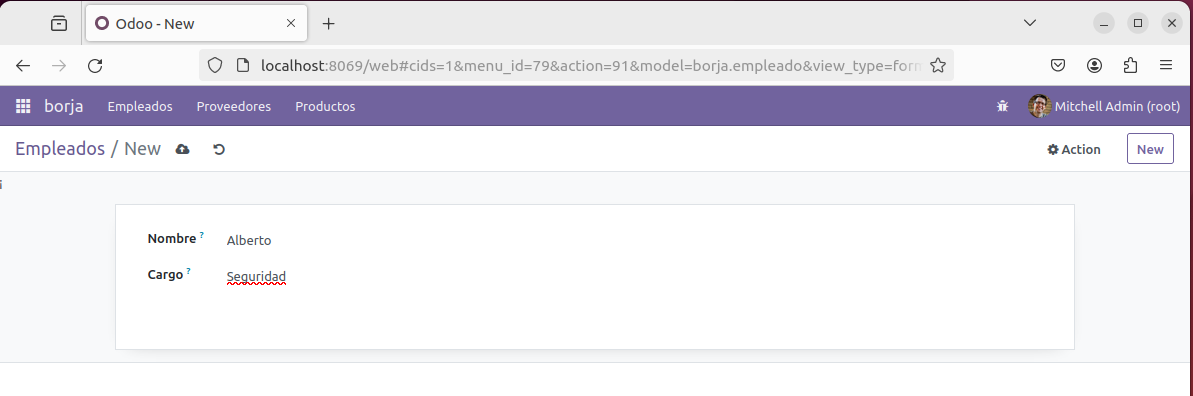 Odoo - New
localhost:8069/web#cids=1&menu_id=79&action=91&model=borja.empleado&view_type=forr
borja Empleados Proveedores Productos Mitchell Admin (root)
Empleados / New Action New
i
Nombre ? Alberto
Cargo ? Seguridad